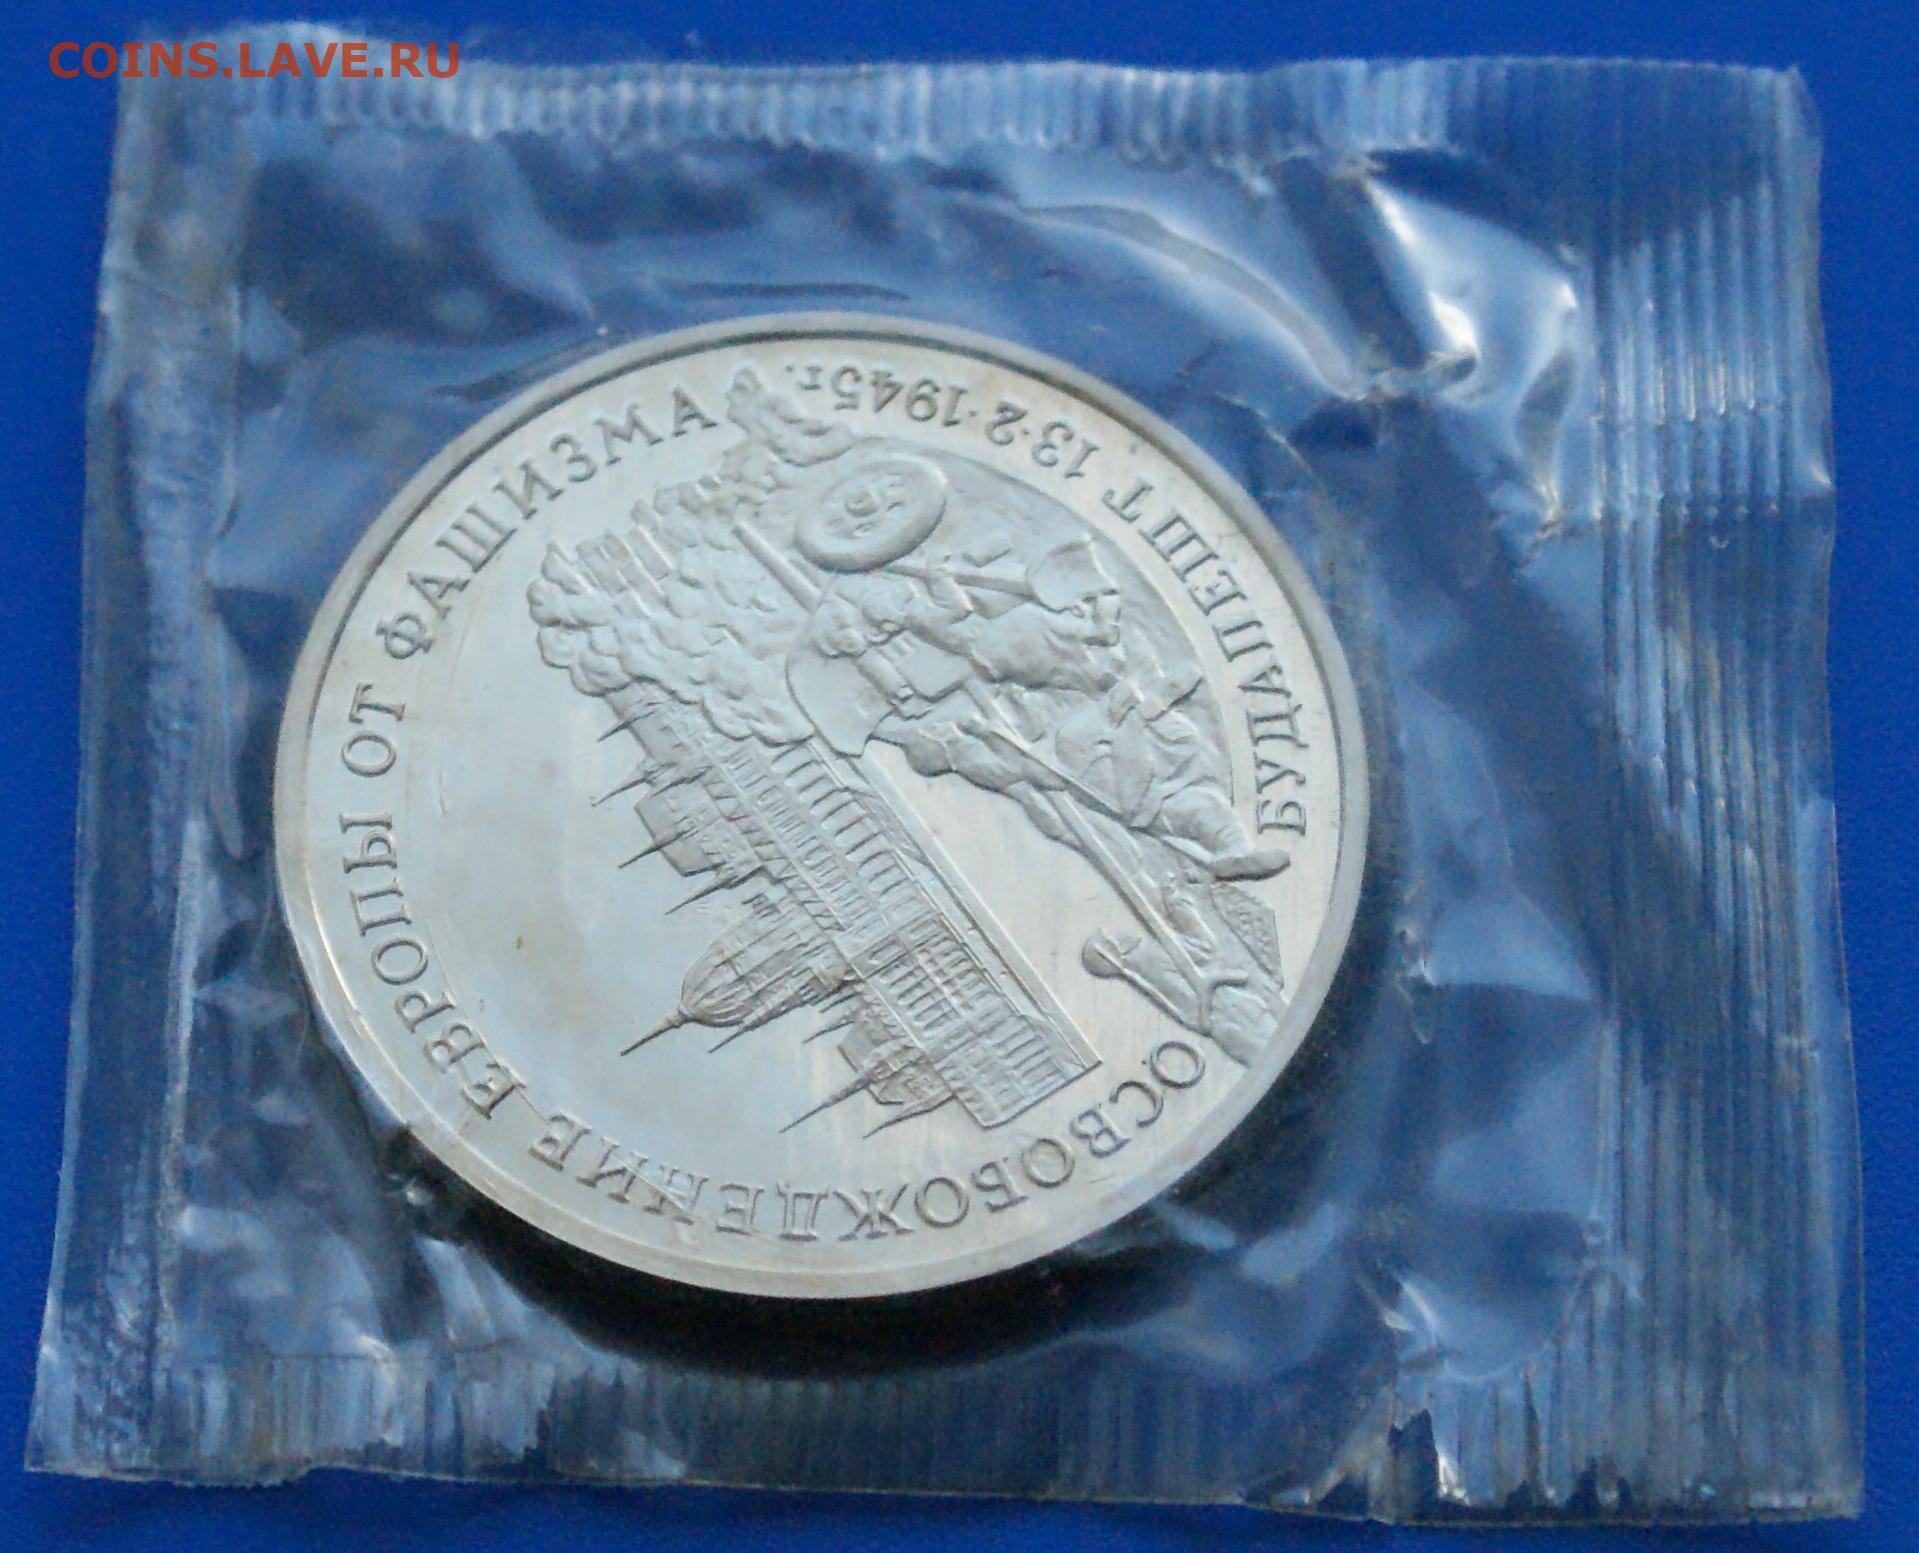 COINS.LAVE.RU
ОСВОБОЖДЕНИЕ ЕВРОПЫ ОТ ФАШИЗМА
БУДАПЕШТ 13·2·1945г.